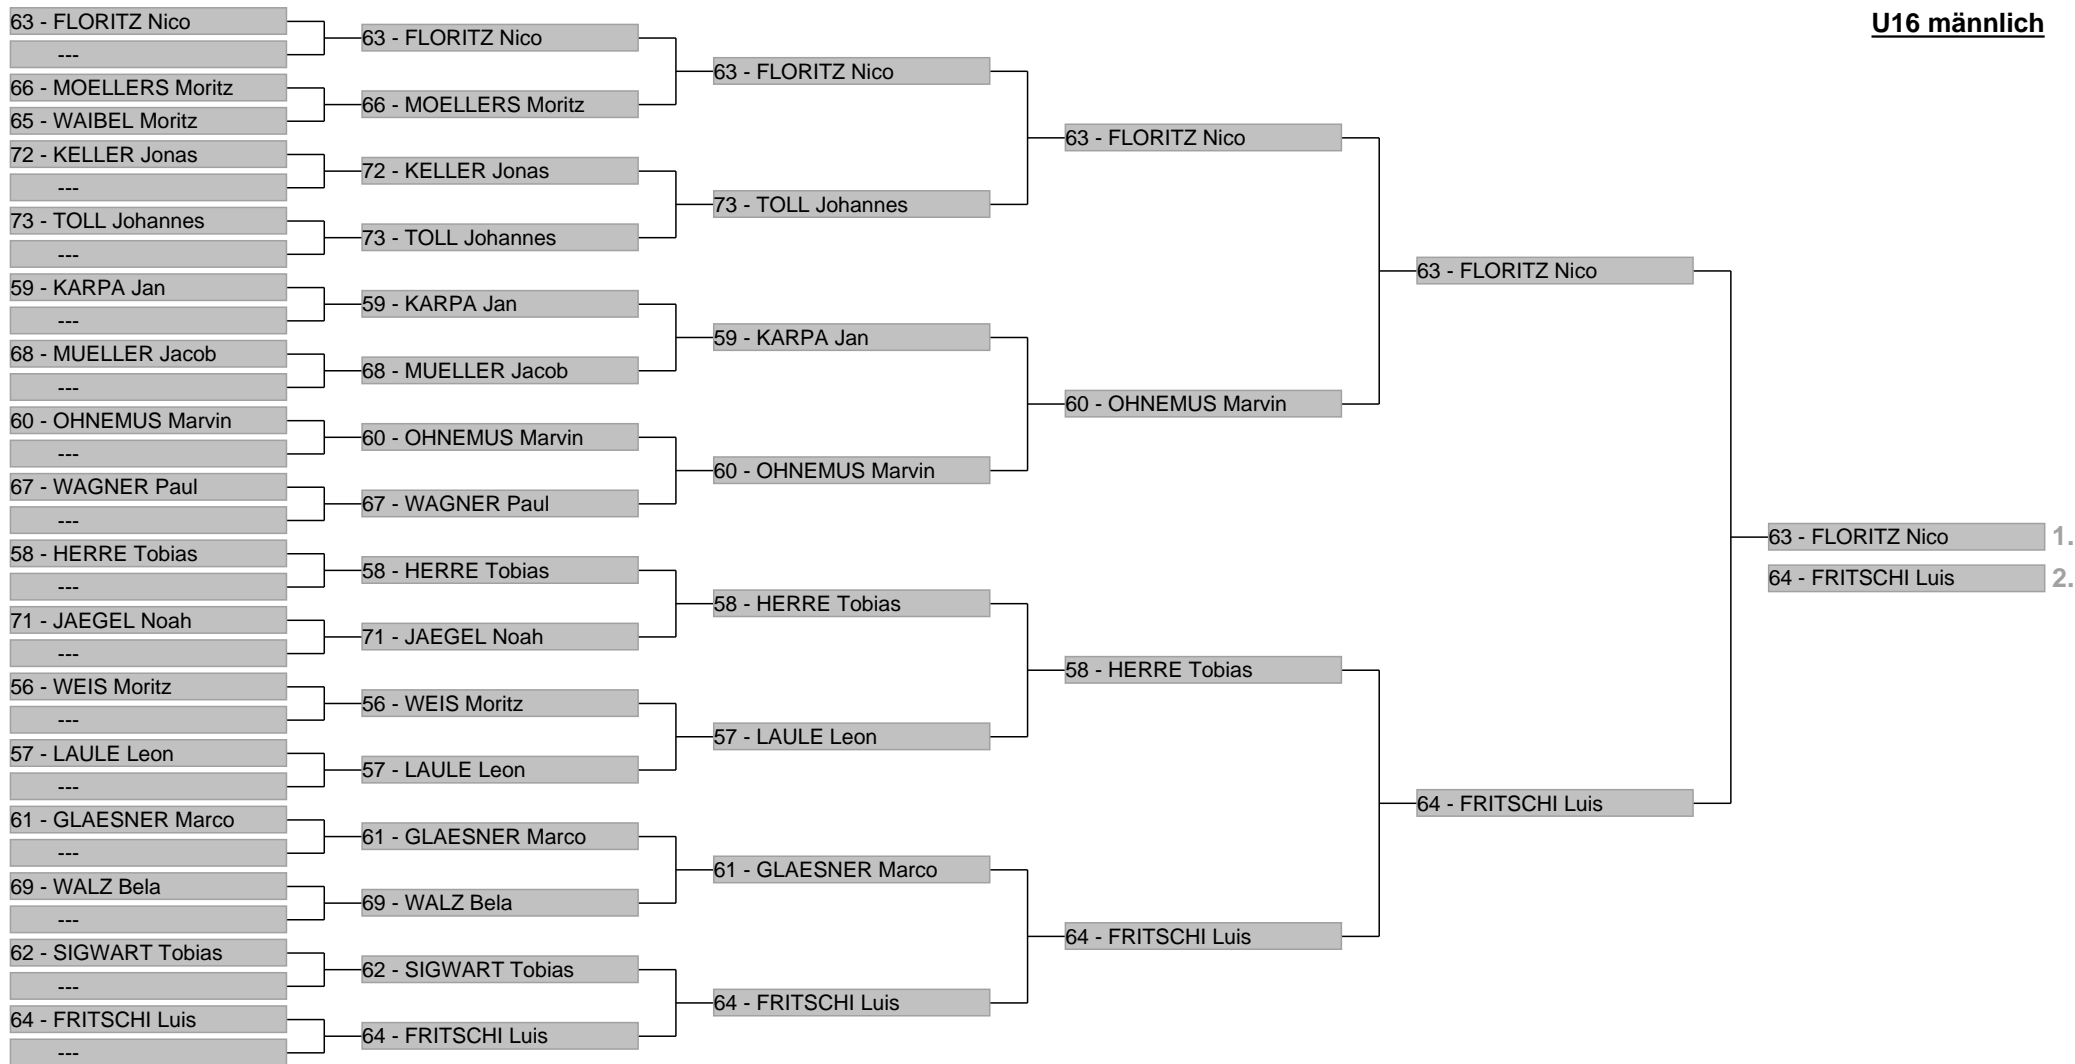 U16 männlich
63 - FLORITZ Nico
---
66 - MOELLERS Moritz
65 - WAIBEL Moritz
72 - KELLER Jonas
---
73 - TOLL Johannes
---
59 - KARPA Jan
---
68 - MUELLER Jacob
---
60 - OHNEMUS Marvin
---
67 - WAGNER Paul
---
58 - HERRE Tobias
---
71 - JAEGEL Noah
---
56 - WEIS Moritz
---
57 - LAULE Leon
---
61 - GLAESNER Marco
---
69 - WALZ Bela
---
62 - SIGWART Tobias
---
64 - FRITSCHI Luis
---
63 - FLORITZ Nico
66 - MOELLERS Moritz
72 - KELLER Jonas
73 - TOLL Johannes
59 - KARPA Jan
68 - MUELLER Jacob
60 - OHNEMUS Marvin
67 - WAGNER Paul
58 - HERRE Tobias
71 - JAEGEL Noah
56 - WEIS Moritz
57 - LAULE Leon
61 - GLAESNER Marco
69 - WALZ Bela
62 - SIGWART Tobias
64 - FRITSCHI Luis
63 - FLORITZ Nico
73 - TOLL Johannes
59 - KARPA Jan
60 - OHNEMUS Marvin
58 - HERRE Tobias
57 - LAULE Leon
61 - GLAESNER Marco
64 - FRITSCHI Luis
63 - FLORITZ Nico
60 - OHNEMUS Marvin
58 - HERRE Tobias
64 - FRITSCHI Luis
63 - FLORITZ Nico
64 - FRITSCHI Luis
63 - FLORITZ Nico 1.
64 - FRITSCHI Luis 2.